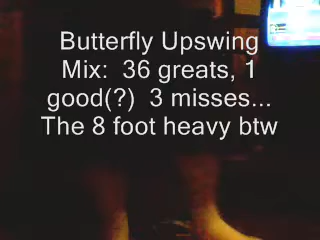 Butterfly Upswing
Mix:  36 greats, 1
good(?)  3 misses...
The 8 foot heavy btw